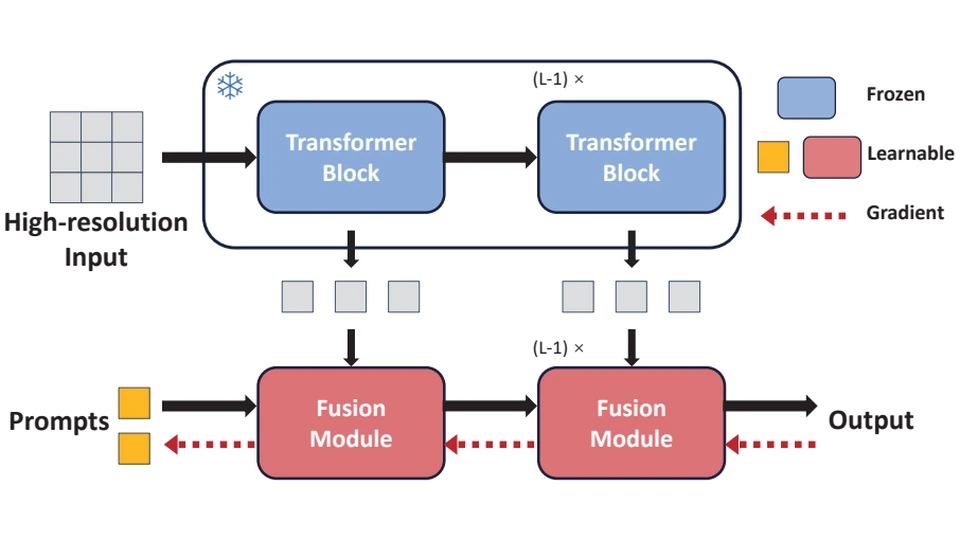 (L-1) ×
Transformer
Block
Transformer
Block
High-resolution
Input
Frozen
Learnable
Gradient
(L-1) ×
Prompts
Fusion
Module
Fusion
Module
Output